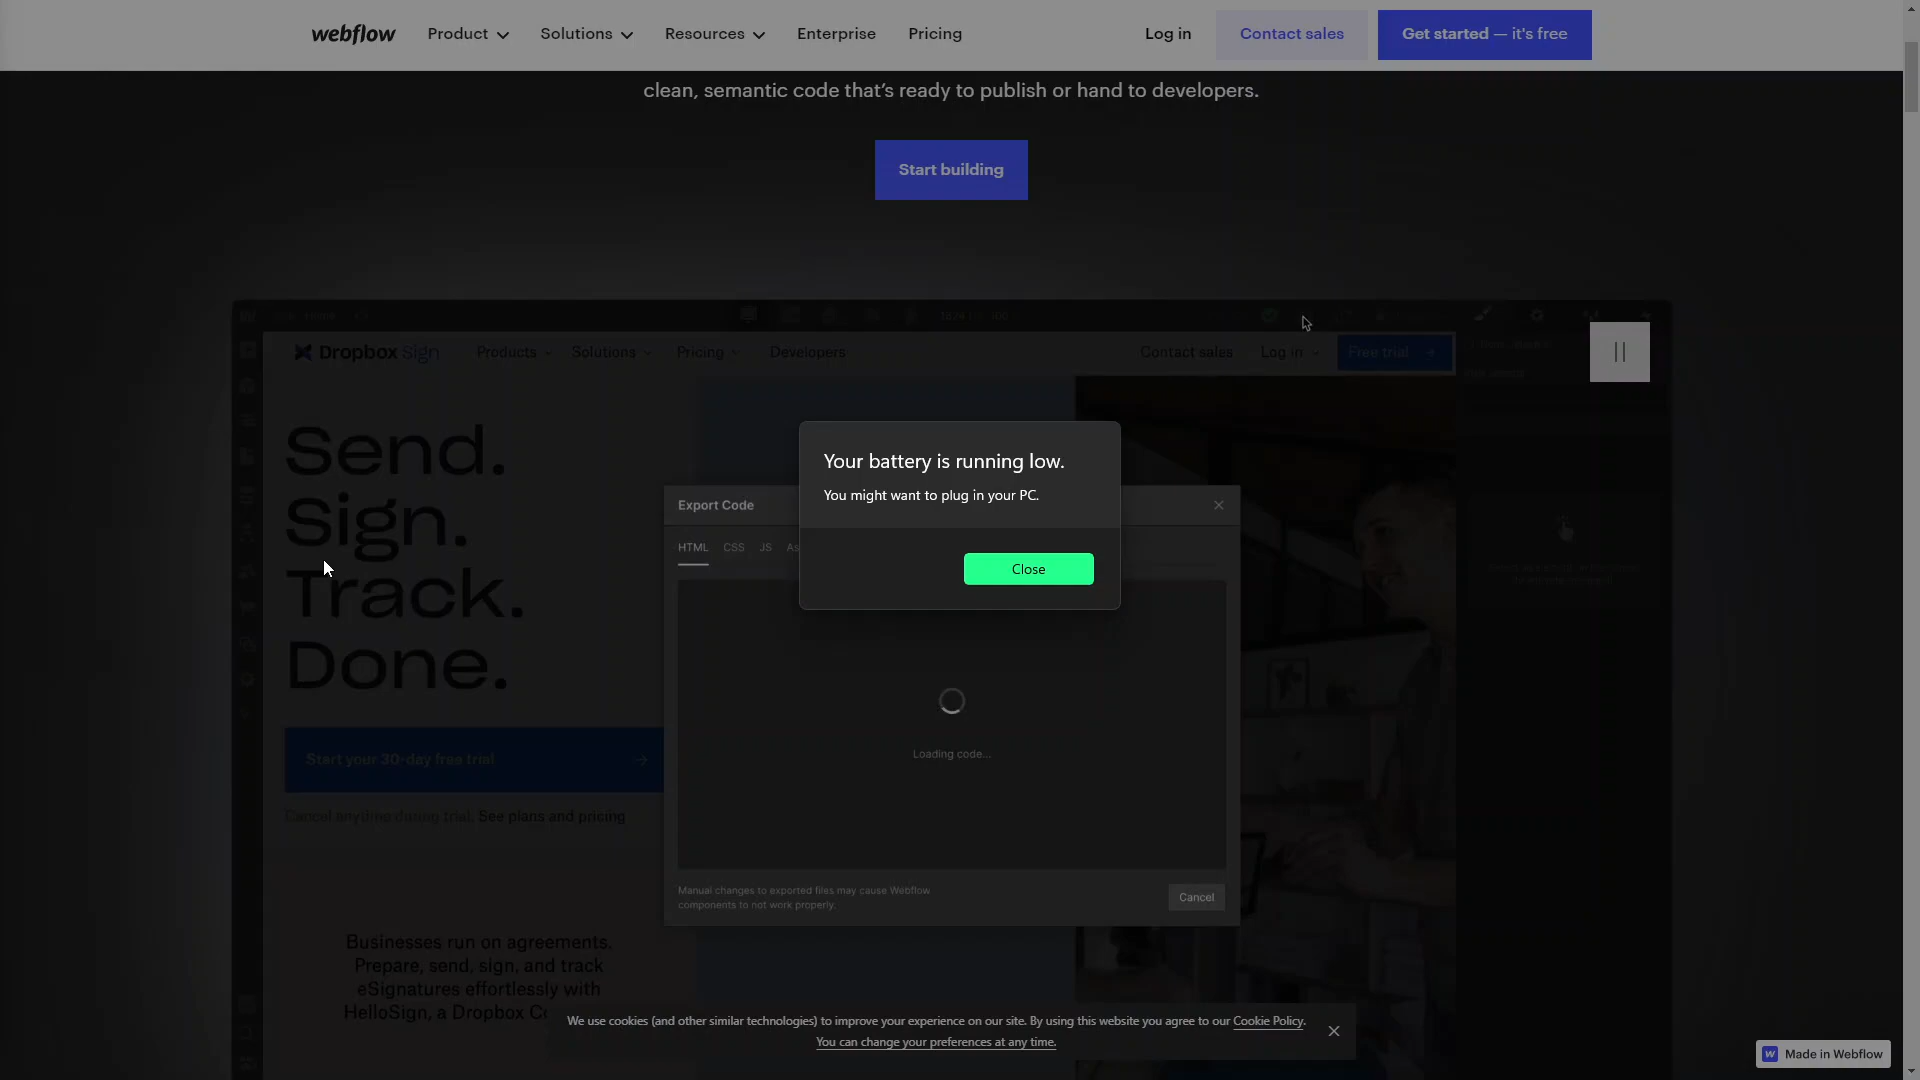 webflow
Product
Solutions
Resources
Enterprise
Pricing
Log in
Contact sales
Get started — it's free
clean, semantic code that's ready to publish or hand to developers.
Start building
Home
Dropbox Sign
Products
Solutions
Pricing
Developers
Contact sales
Log in
Free trial
Send.
Sign.
Track.
Done.
Start your 30-day free trial
Cancel anytime during trial. See plans and pricing
Businesses run on agreements.
Prepare, send, sign, and track
eSignatures effortlessly with
HelloSign, a Dropbox
Export Code
HTML
CSS
JS
As
Your battery is running low.
You might want to plug in your PC.
Close
Loading code...
Manual changes to exported files may cause Webflow
components to not work properly.
Cancel
We use cookies (and other similar technologies) to improve your experience on our site. By using this website you agree to our Cookie Policy.
You can change your preferences at any time.
Made in Webflow